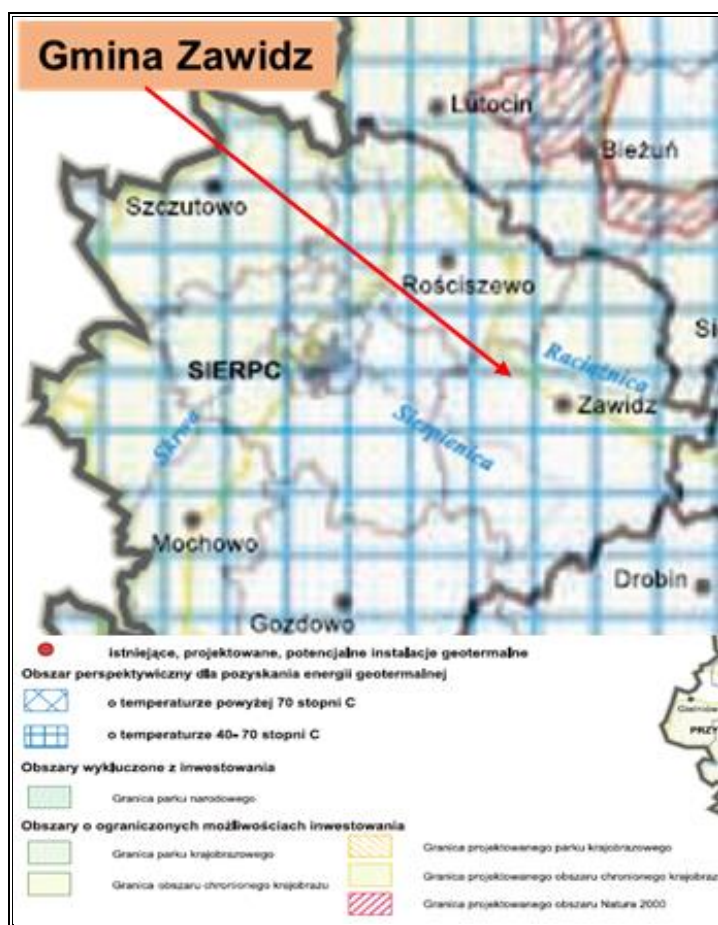 Gmina Zawidz
Lutocin
Bieżuń
Szczutowo
Rościszewo
Si
SIERPC
Raciążnica
Zawidz
Skrwa
Sierpienica
Mochowo
Drobin
Gozdowo
istniejące, projektowane, potencjalne instalacje geotermalne
Obszar perspektywiczny dla pozyskania energii geotermalnej
o temperaturze powyżej 70 stopni C
o temperaturze 40- 70 stopni C
PRZY
Obszary wykluczone z inwestowania
Granica parku narodowego
Obszary o ograniczonych możliwościach inwestowania
Granica parku krajobrazowego
Granica projektowanego parku krajobrazowego
Granica obszaru chronionego krajobrazu
Granica projektowanego obszaru chronionego krajobrazu
Granica projektowanego obszaru Natura 2000